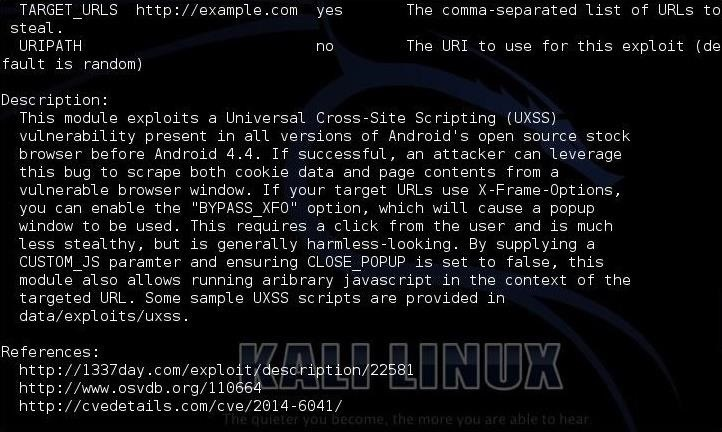 TARGET_URLS  http://example.com  yes       The comma-separated list of URLs to
steal.
URIPATH                          no        The URI to use for this exploit (de
fault is random)
Description:
This module exploits a Universal Cross-Site Scripting (UXSS)
vulnerability present in all versions of Android's open source stock
browser before Android 4.4. If successful, an attacker can leverage
this bug to scrape both cookie data and page contents from a
vulnerable browser window. If your target URLs use X-Frame-Options,
you can enable the "BYPASS_XFO" option, which will cause a popup
window to be used. This requires a click from the user and is much
less stealthy, but is generally harmless-looking. By supplying a
CUSTOM_JS paramter and ensuring CLOSE_POPUP is set to false, this
module also allows running aribrary javascript in the context of the
targeted URL. Some sample UXSS scripts are provided in
data/exploits/uxss.
References:
http://1337day.com/exploit/description/22581
http://www.osvdb.org/110664
http://cvedetails.com/cve/2014-6041/
KALI LINUX
The quieter you become, the more you are able to hear.